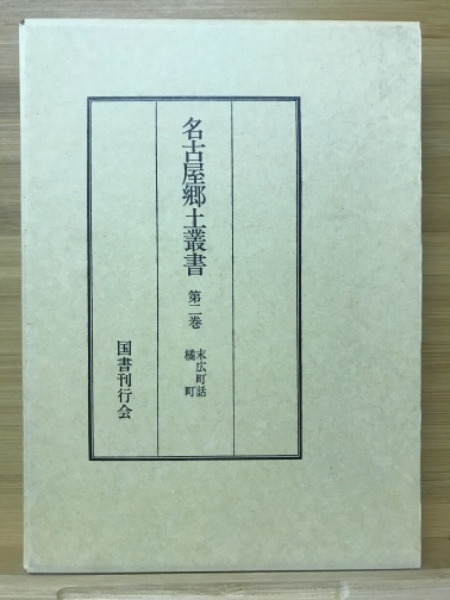 名古屋郷土叢書 第二巻
末広町話
橘町
国書刊行会